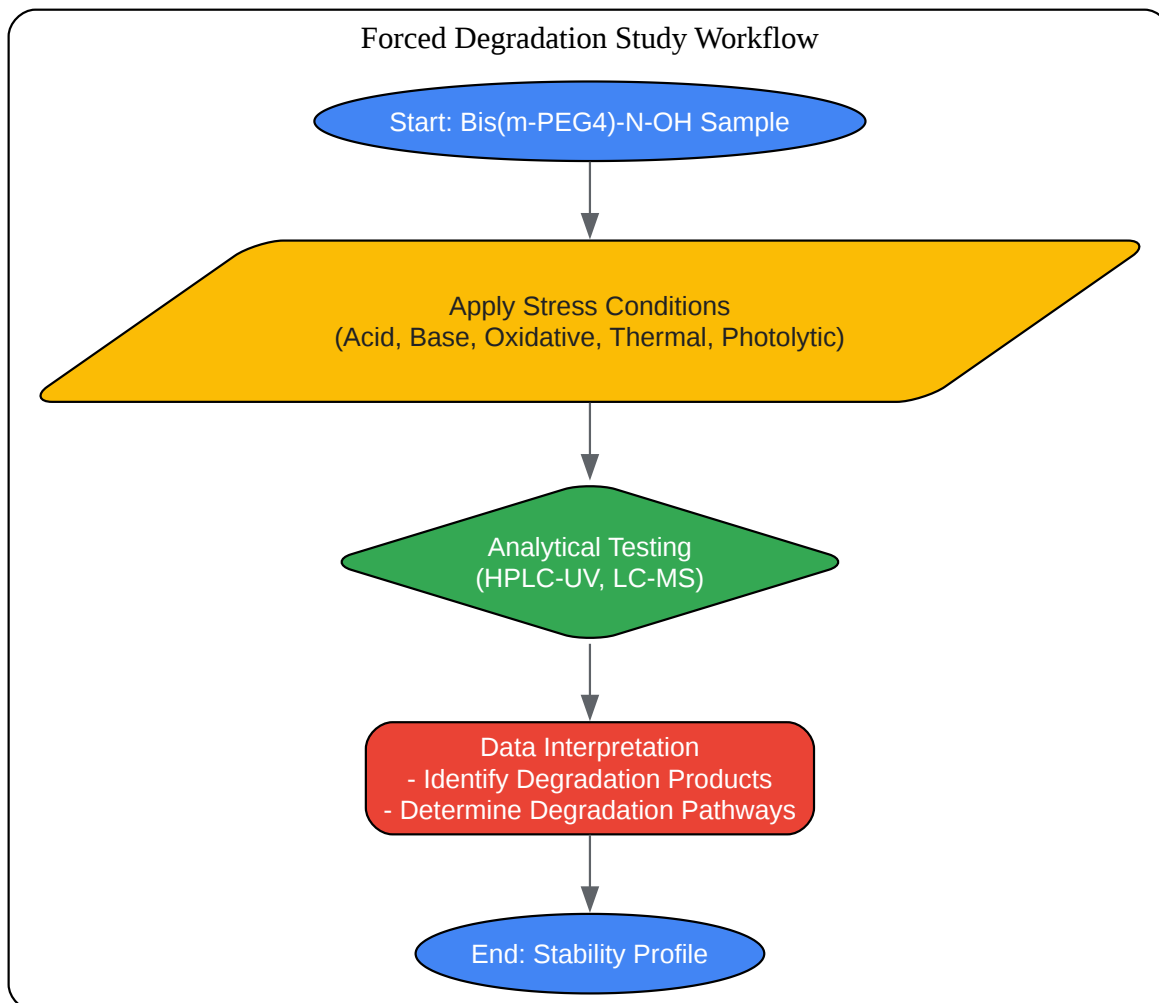 Forced Degradation Study Workflow
Start: Bis(m-PEG4)-N-OH Sample
Apply Stress Conditions
(Acid, Base, Oxidative, Thermal, Photolytic)
Analytical Testing
(HPLC-UV, LC-MS)
Data Interpretation
- Identify Degradation Products
- Determine Degradation Pathways
End: Stability Profile